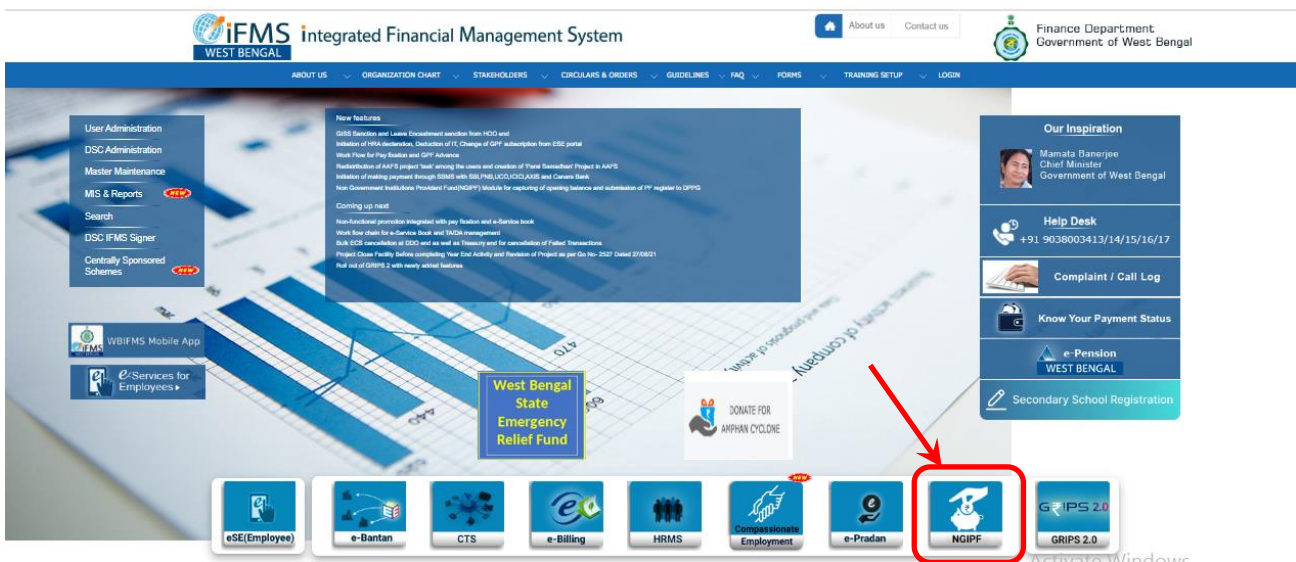 iFMS
WEST BENGAL
integrated Financial Management System
About us
Contact us
Finance Department
Government of West Bengal
ABOUT US
ORGANIZATION CHART
STAKEHOLDERS
CIRCULARS & ORDERS
GUIDELINES
FAQ
FORMS
TRAINING SETUP
LOGIN
User Administration
DSC Administration
Master Maintenance
MIS & Reports
NEW
Search
DSC IFMS Signer
Centrally Sponsored
Schemes
NEW
WBIFMS Mobile App
e-Services for
Employees
New features
GISS Sanction and Leave Encashment sanction from HOO end
Initiation of HRA declaration, Deduction of IT, Change of GPF subscription from ESE portal
Work Flow for Pay fixation and GPF Advance
Redistribution of AAFS project 'task' among the users and creation of 'Paral Samadhan' Project in AAFS
Initiation of making payment through SBMS with SBI,PNB,UCO,ICICI,AXIS and Canara Bank
Non Government Institutions Provident Fund(NGIPF) Module for capturing of opening balance and submission of PF register to DPPG
Coming up next
Non-functional promotion integrated with pay fixation and e-Service book
Work flow chain for e-Service Book and TA/DA management
Bulk ECS cancellation at DDO end as well as Treasury end for cancellation of Failed Transactions
Project Close Facility Before completing Year End Activity and Revision of Project as per Go No- 2527 Dated 27/08/21
Roll out of GRIPS 2 with newly added features
Our Inspiration
Mamata Banerjee
Chief Minister
Government of West Bengal
Help Desk
+91 9038003413/14/15/16/17
Complaint / Call Log
Know Your Payment Status
e-Pension
WEST BENGAL
Secondary School Registration
470
440
West Bengal
State
Emergency
Relief Fund
DONATE FOR
AMPHAN CYCLONE
eSE(Employee)
e-Bantan
CTS
e-Billing
HRMS
NEW
Compassionate
Employment
e-Pradan
NGIPF
GRIPS 2.0
GRIPS 2.0
Activate Windows